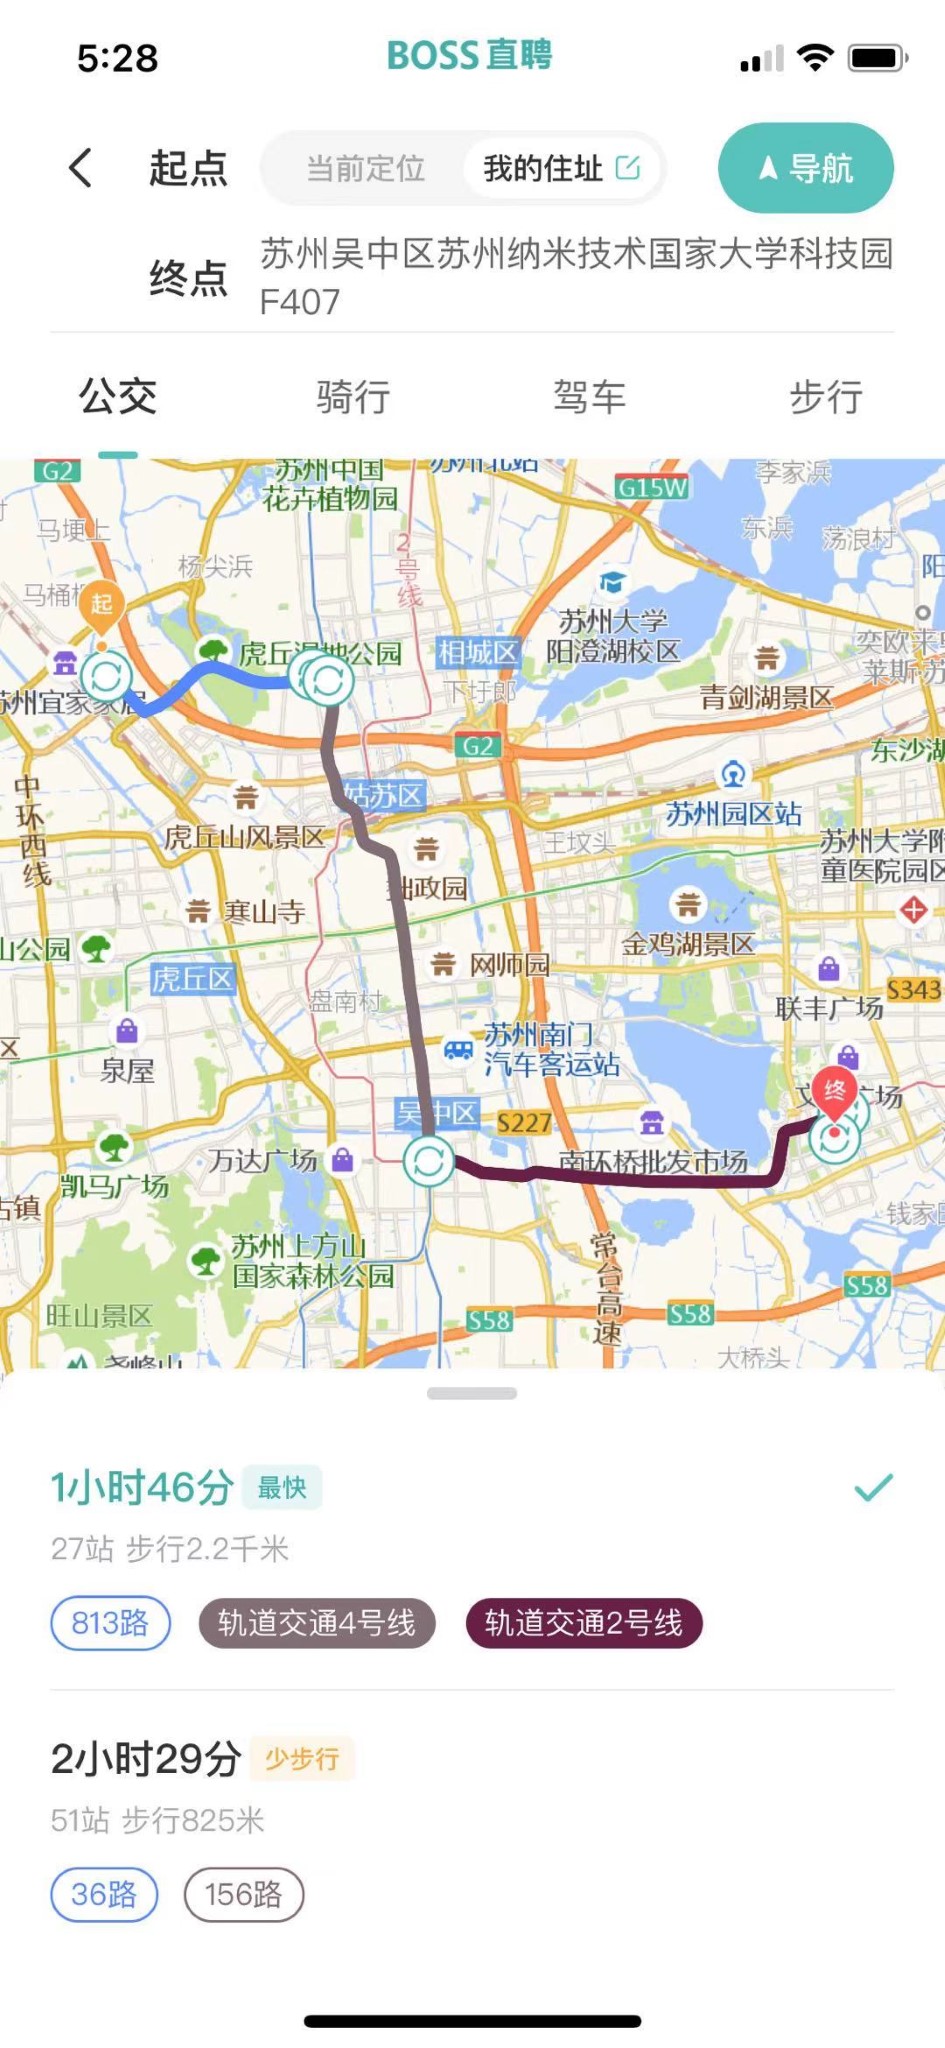 5:28
BOSS直聘
起点
当前定位
我的住址
导航
终点
苏州吴中区苏州纳米技术国家大学科技园
F407
公交
骑行
驾车
步行
G2
苏州中国
花卉植物园
苏州北站
G15W
李家浜
马埂上
杨尖浜
2号线
东浜
荡浪村
马桶
起
虎丘湿地公园
相城区
苏州大学
阳澄湖校区
下圩郎
青剑湖景区
奕欧来
莱斯·苏
苏州宜家家居
G2
东沙湖
中环西线
姑苏区
苏州园区站
虎丘山风景区
王坟头
苏州大学附
童医院园区
拙政园
寒山寺
金鸡湖景区
山公园
虎丘区
网师园
S343
盘南村
联丰广场
区
泉屋
苏州南门
汽车客运站
终
吴中区
S227
广场
万达广场
南环桥批发市场
凯马广场
古镇
钱家
苏州上方山
国家森林公园
常台高速
S58
旺山景区
S58
S58
尧峰山
大桥头
1小时46分
最快
27站 步行2.2千米
813路
轨道交通4号线
轨道交通2号线
2小时29分
少步行
51站 步行825米
36路
156路